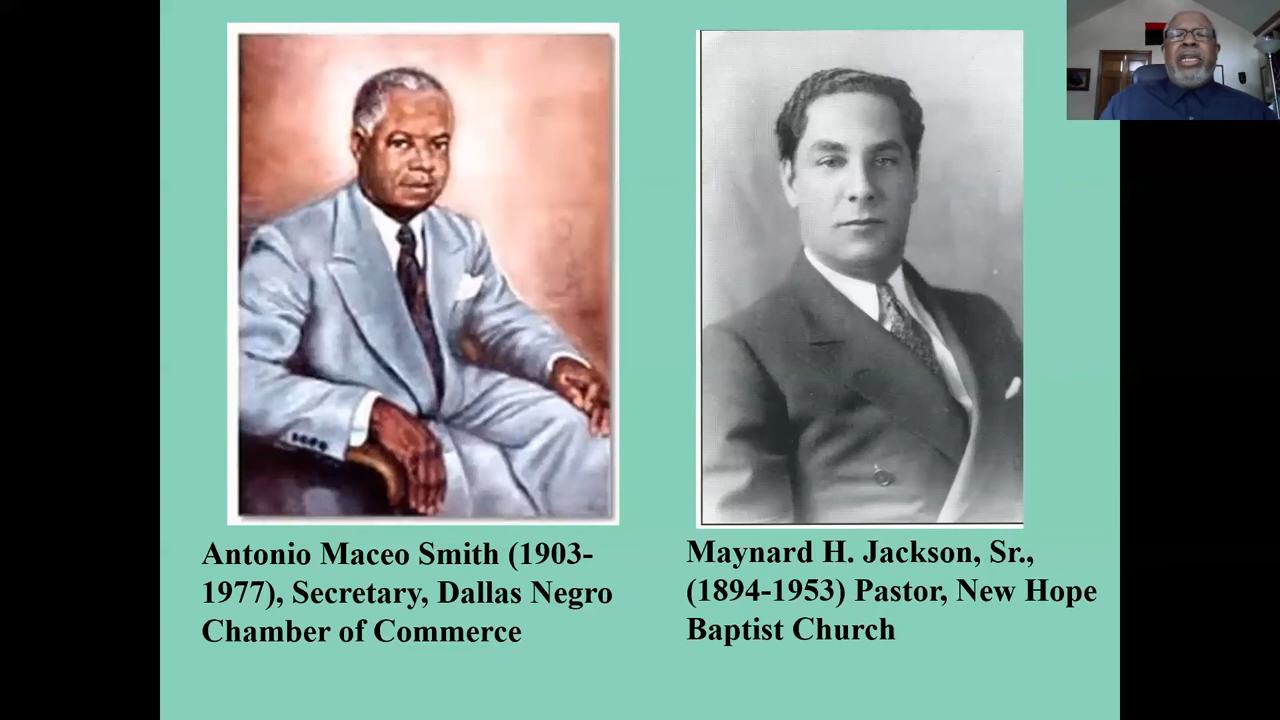 Antonio Maceo Smith (1903-
1977), Secretary, Dallas Negro
Chamber of Commerce
Maynard H. Jackson, Sr.,
(1894-1953) Pastor, New Hope
Baptist Church